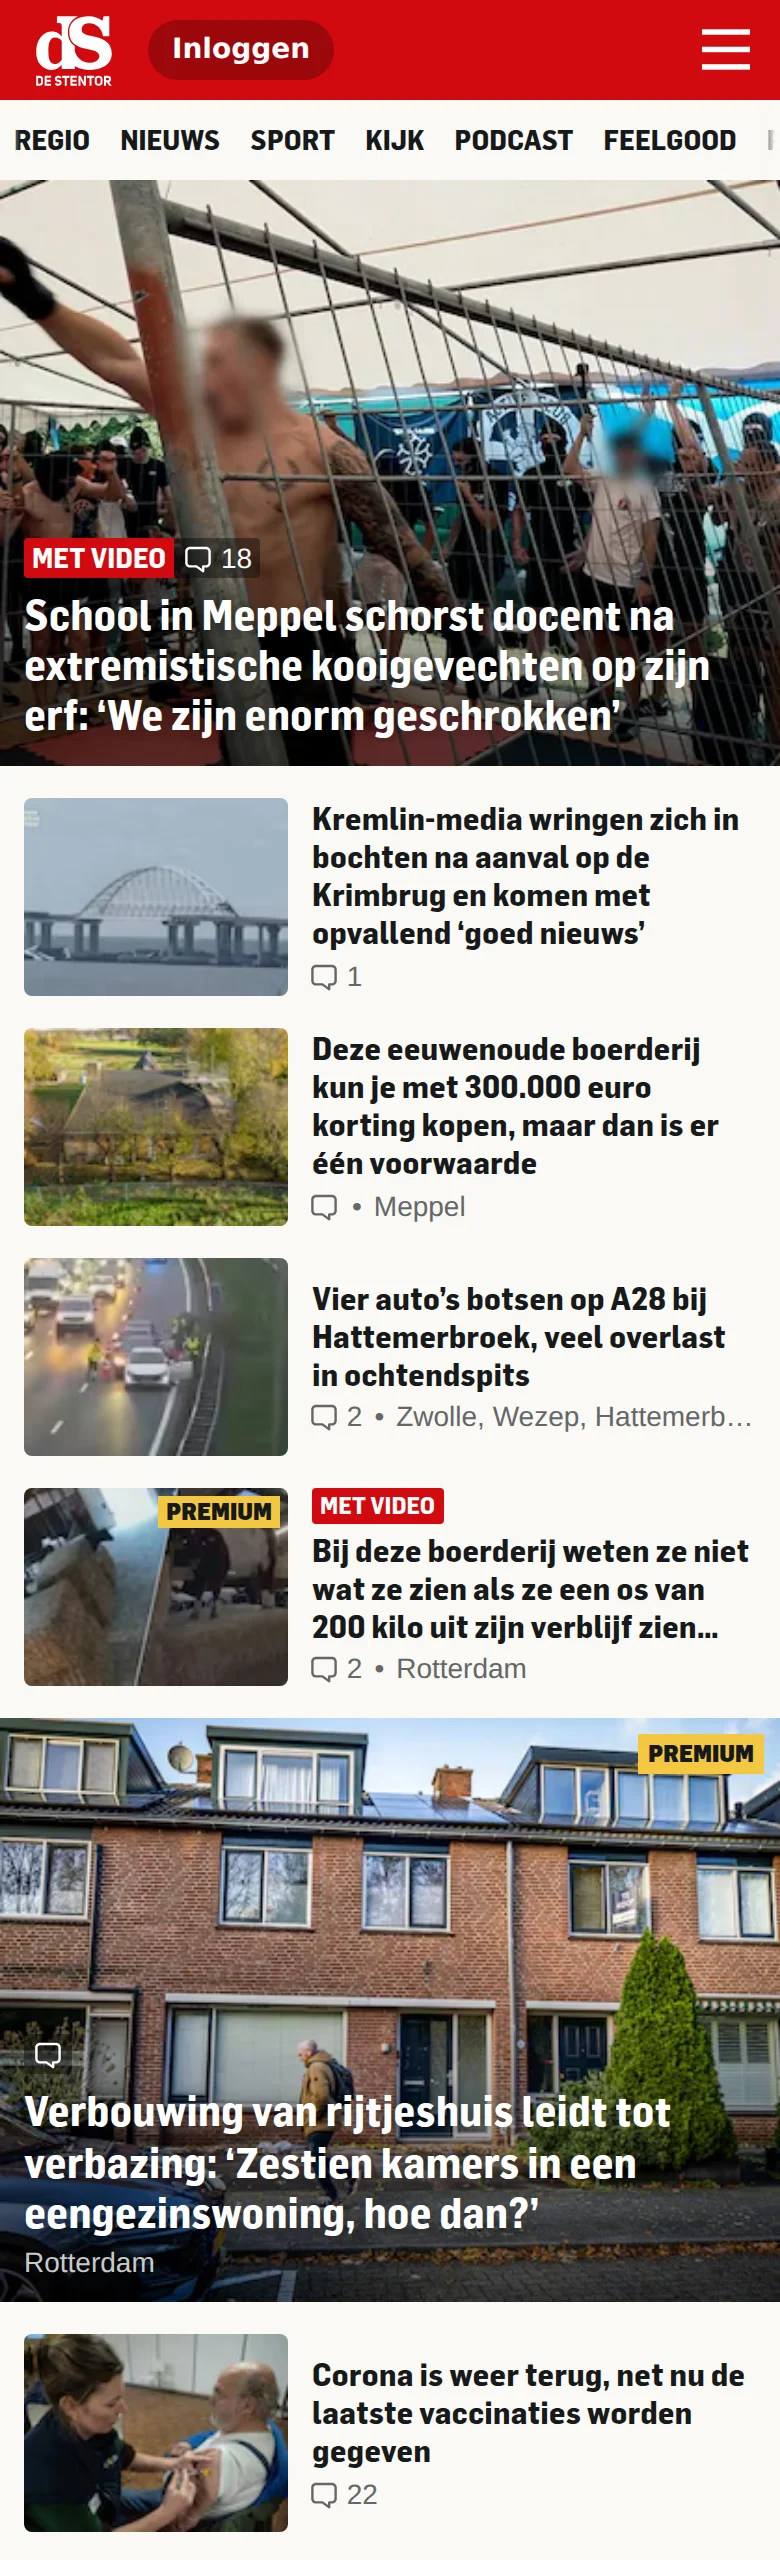 dS
DE STENTOR
Inloggen
REGIO NIEUWS SPORT KIJK PODCAST FEELGOOD
MET VIDEO 18
School in Meppel schorst docent na
extremistische kooigevechten op zijn
erf: ‘We zijn enorm geschrokken’
Kremlin-media wringen zich in
bochten na aanval op de
Krimbrug en komen met
opvallend ‘goed nieuws’
1
Deze eeuwenoude boerderij
kun je met 300.000 euro
korting kopen, maar dan is er
één voorwaarde
• Meppel
Vier auto’s botsen op A28 bij
Hattemerbroek, veel overlast
in ochtendspits
2 • Zwolle, Wezep, Hattemerb…
PREMIUM
MET VIDEO
Bij deze boerderij weten ze niet
wat ze zien als ze een os van
200 kilo uit zijn verblijf zien...
2 • Rotterdam
PREMIUM
Verbouwing van rijtjeshuis leidt tot
verbazing: ‘Zestien kamers in een
eengezinswoning, hoe dan?’
Rotterdam
Corona is weer terug, net nu de
laatste vaccinaties worden
gegeven
22